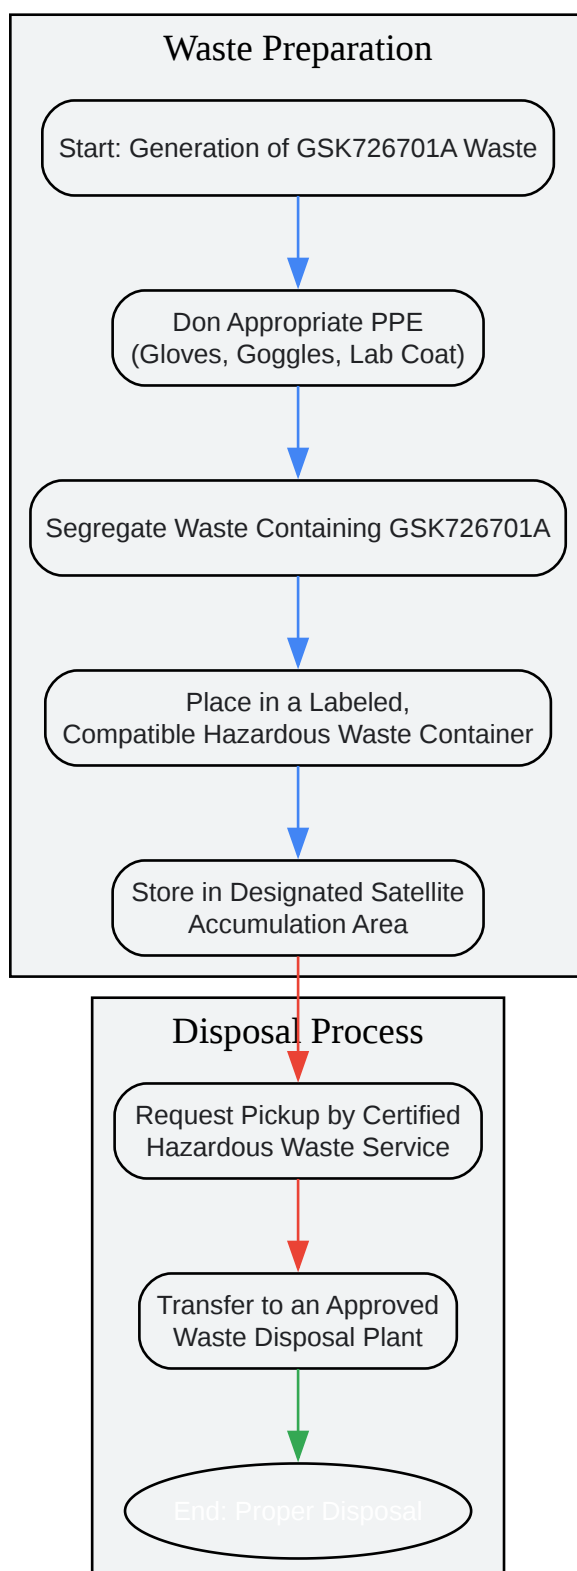 Waste Preparation
Start: Generation of GSK726701A Waste
Don Appropriate PPE
(Gloves, Goggles, Lab Coat)
Segregate Waste Containing GSK726701A
Place in a Labeled,
Compatible Hazardous Waste Container
Store in Designated Satellite
Accumulation Area
Disposal Process
Request Pickup by Certified
Hazardous Waste Service
Transfer to an Approved
Waste Disposal Plant
End: Proper Disposal